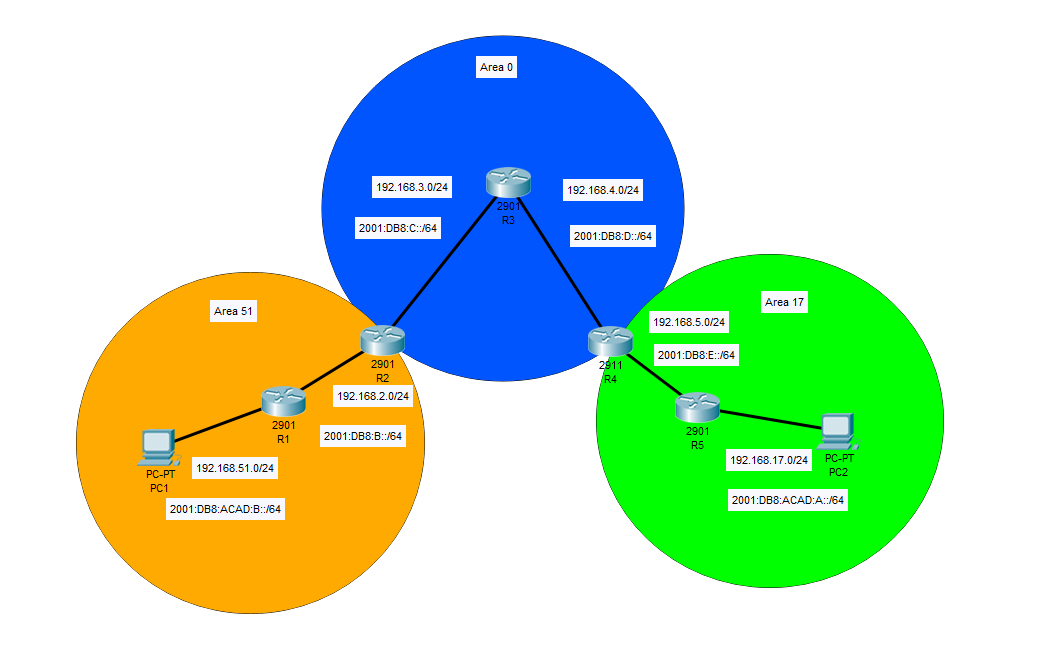 Area 0
192.168.3.0/24
192.168.4.0/24
2901
R3
2001:DB8:C::/64
2001:DB8:D::/64
Area 51
Area 17
192.168.5.0/24
2901
R2
2911
R4
2001:DB8:E::/64
192.168.2.0/24
2901
R1
2901
R5
2001:DB8:B::/64
192.168.51.0/24
PC-PT
PC1
192.168.17.0/24
PC-PT
PC2
2001:DB8:ACAD:B::/64
2001:DB8:ACAD:A::/64